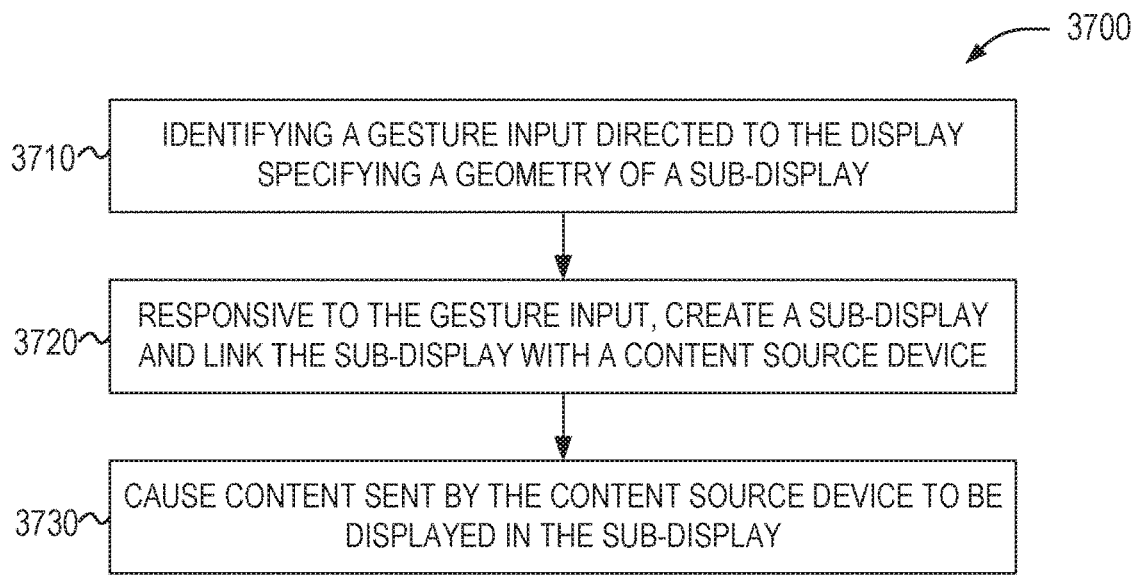 3700
3710
IDENTIFYING A GESTURE INPUT DIRECTED TO THE DISPLAY
SPECIFYING A GEOMETRY OF A SUB-DISPLAY
3720
RESPONSIVE TO THE GESTURE INPUT, CREATE A SUB-DISPLAY
AND LINK THE SUB-DISPLAY WITH A CONTENT SOURCE DEVICE
3730
CAUSE CONTENT SENT BY THE CONTENT SOURCE DEVICE TO BE
DISPLAYED IN THE SUB-DISPLAY